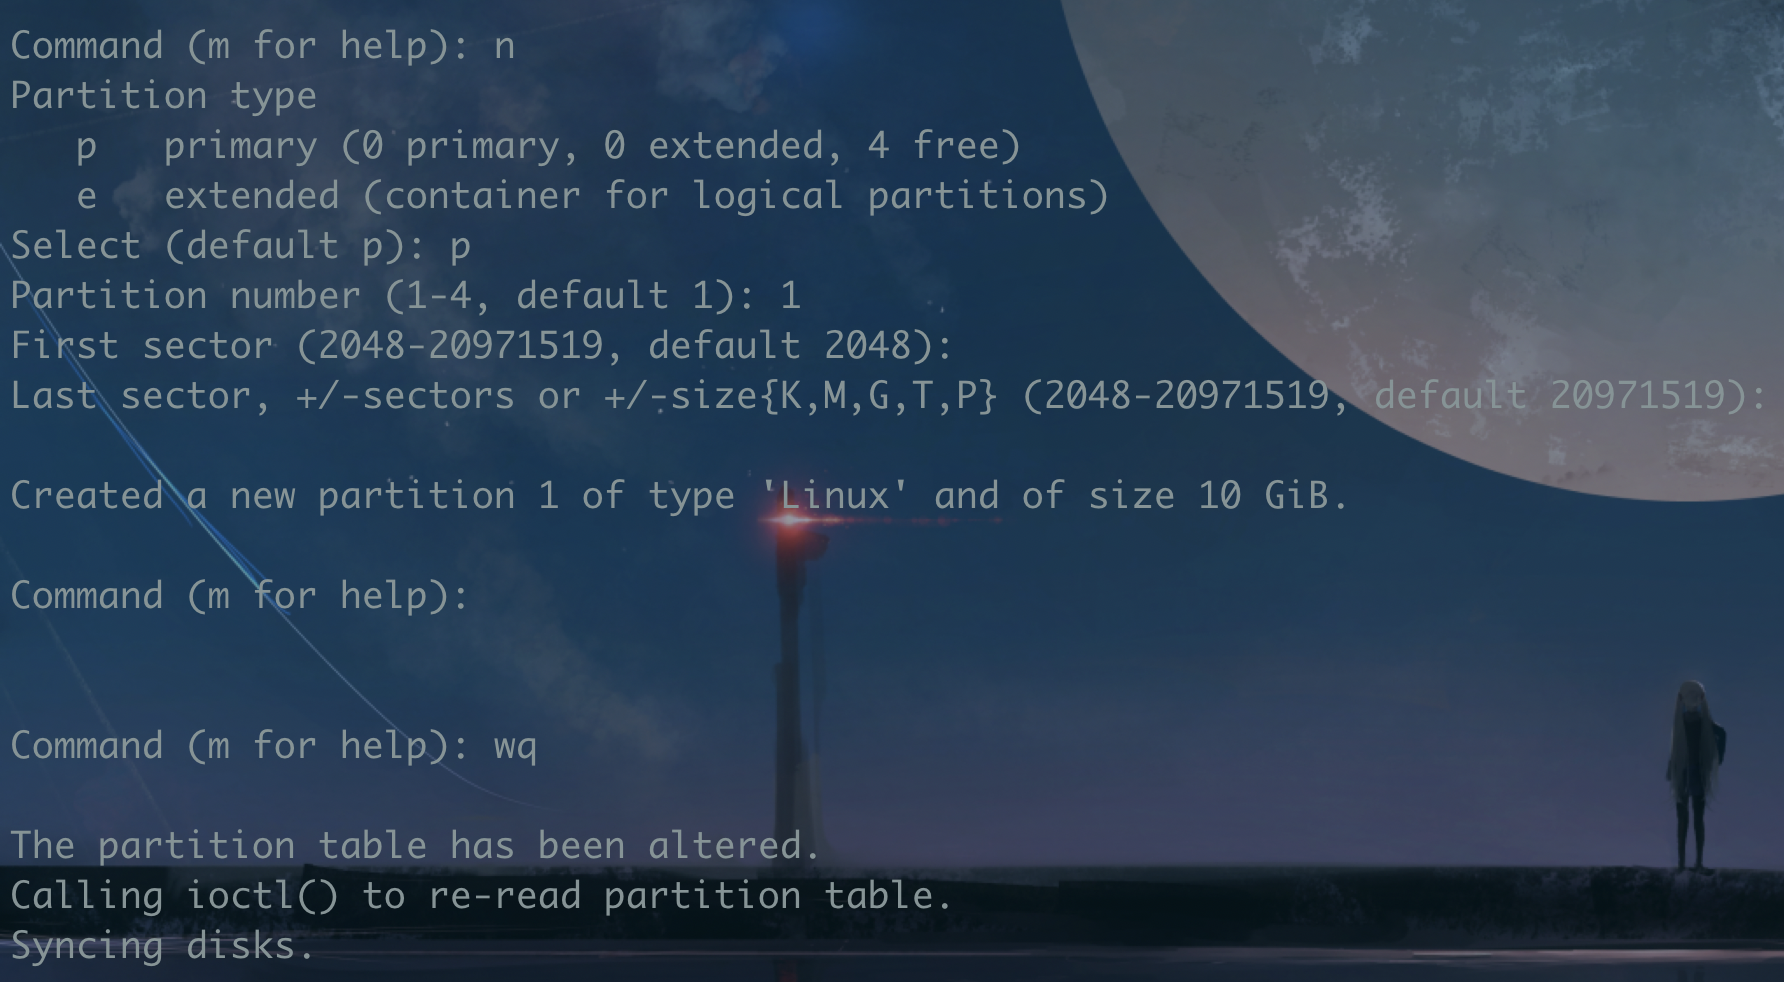 Command (m for help): n
Partition type
   p   primary (0 primary, 0 extended, 4 free)
   e   extended (container for logical partitions)
Select (default p): p
Partition number (1-4, default 1): 1
First sector (2048-20971519, default 2048):
Last sector, +/-sectors or +/-size{K,M,G,T,P} (2048-20971519, default 20971519):
Created a new partition 1 of type 'Linux' and of size 10 GiB.
Command (m for help):
Command (m for help): wq
The partition table has been altered.
Calling ioctl() to re-read partition table.
Syncing disks.